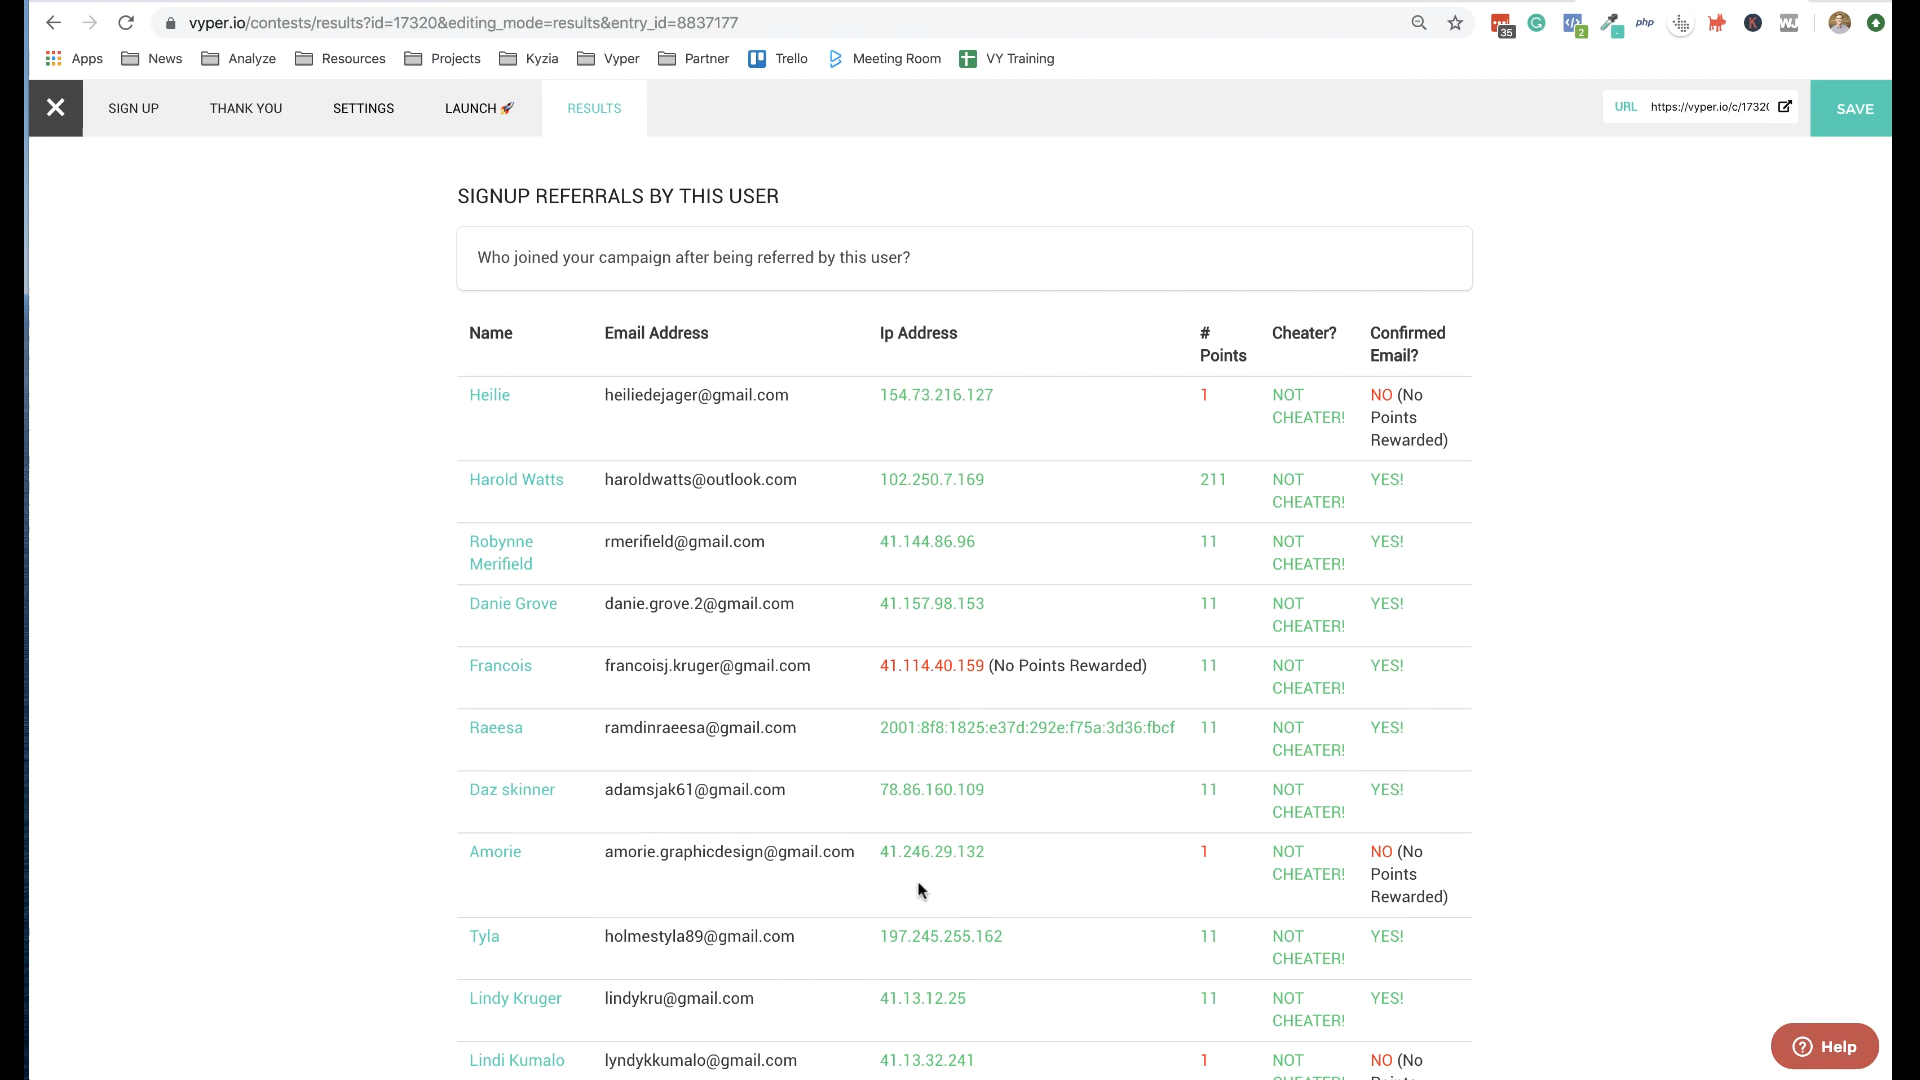 vyper.io/contests/results?id=17320&editing_mode=results&entry_id=8837177
35
2
php
K
WJ
Apps News Analyze Resources Projects Kyzia Vyper Partner Trello Meeting Room VY Training
SIGN UP THANK YOU SETTINGS LAUNCH 🚀 RESULTS URL https://vyper.io/c/17320 SAVE
SIGNUP REFERRALS BY THIS USER
Who joined your campaign after being referred by this user?
Name Email Address Ip Address # Points Cheater? Confirmed Email?
Heilie heiliedejager@gmail.com 154.73.216.127 1 NOT CHEATER! NO (No Points Rewarded)
Harold Watts haroldwatts@outlook.com 102.250.7.169 211 NOT CHEATER! YES!
Robynne Merifield rmerifield@gmail.com 41.144.86.96 11 NOT CHEATER! YES!
Danie Grove danie.grove.2@gmail.com 41.157.98.153 11 NOT CHEATER! YES!
Francois francoisj.kruger@gmail.com 41.114.40.159 (No Points Rewarded) 11 NOT CHEATER! YES!
Raeesa ramdinraeesa@gmail.com 2001:8f8:1825:e37d:292e:f75a:3d36:fbcf 11 NOT CHEATER! YES!
Daz skinner adamsjak61@gmail.com 78.86.160.109 11 NOT CHEATER! YES!
Amorie amorie.graphicdesign@gmail.com 41.246.29.132 1 NOT CHEATER! NO (No Points Rewarded)
Tyla holmestyla89@gmail.com 197.245.255.162 11 NOT CHEATER! YES!
Lindy Kruger lindykru@gmail.com 41.13.12.25 11 NOT CHEATER! YES!
Lindi Kumalo lyndykkumalo@gmail.com 41.13.32.241 1 NOT CHEATER! NO (No Points
Help